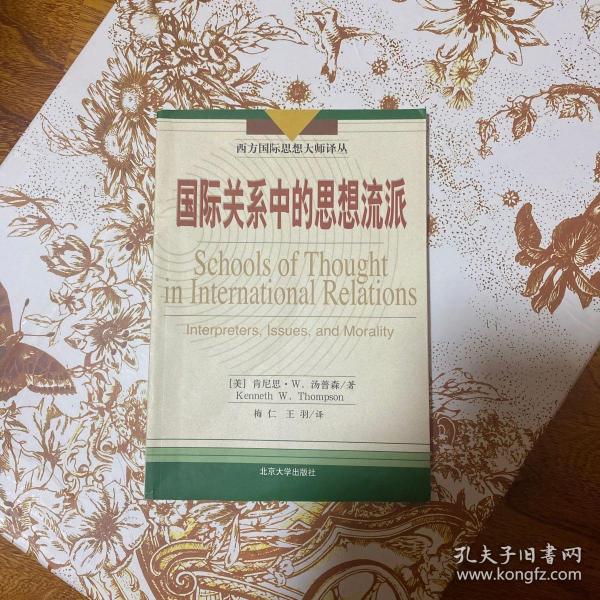 西方国际思想大师译丛
国际关系中的思想流派
Schools of Thought
in International Relations
Interpreters, Issues, and Morality
[美] 肯尼思·W. 汤普森/著
Kenneth W. Thompson
梅 仁 王 羽/译
北京大学出版社
孔夫子旧书网
www.kongfz.com